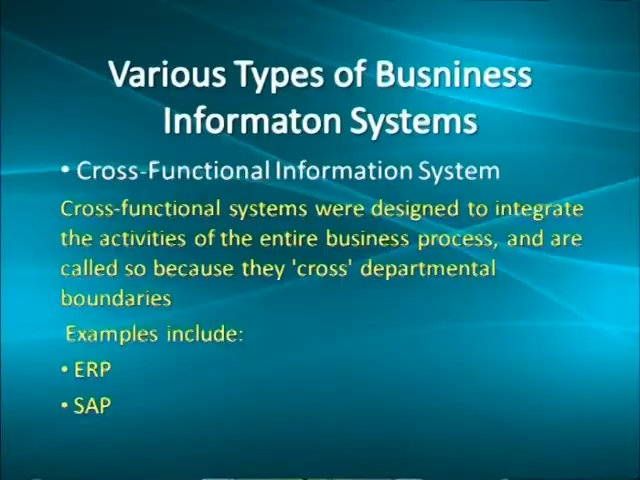 Various Types of Busniness
Informaton Systems
• Cross-Functional Information System
Cross-functional systems were designed to integrate
the activities of the entire business process, and are
called so because they 'cross' departmental
boundaries
Examples include:
• ERP
• SAP